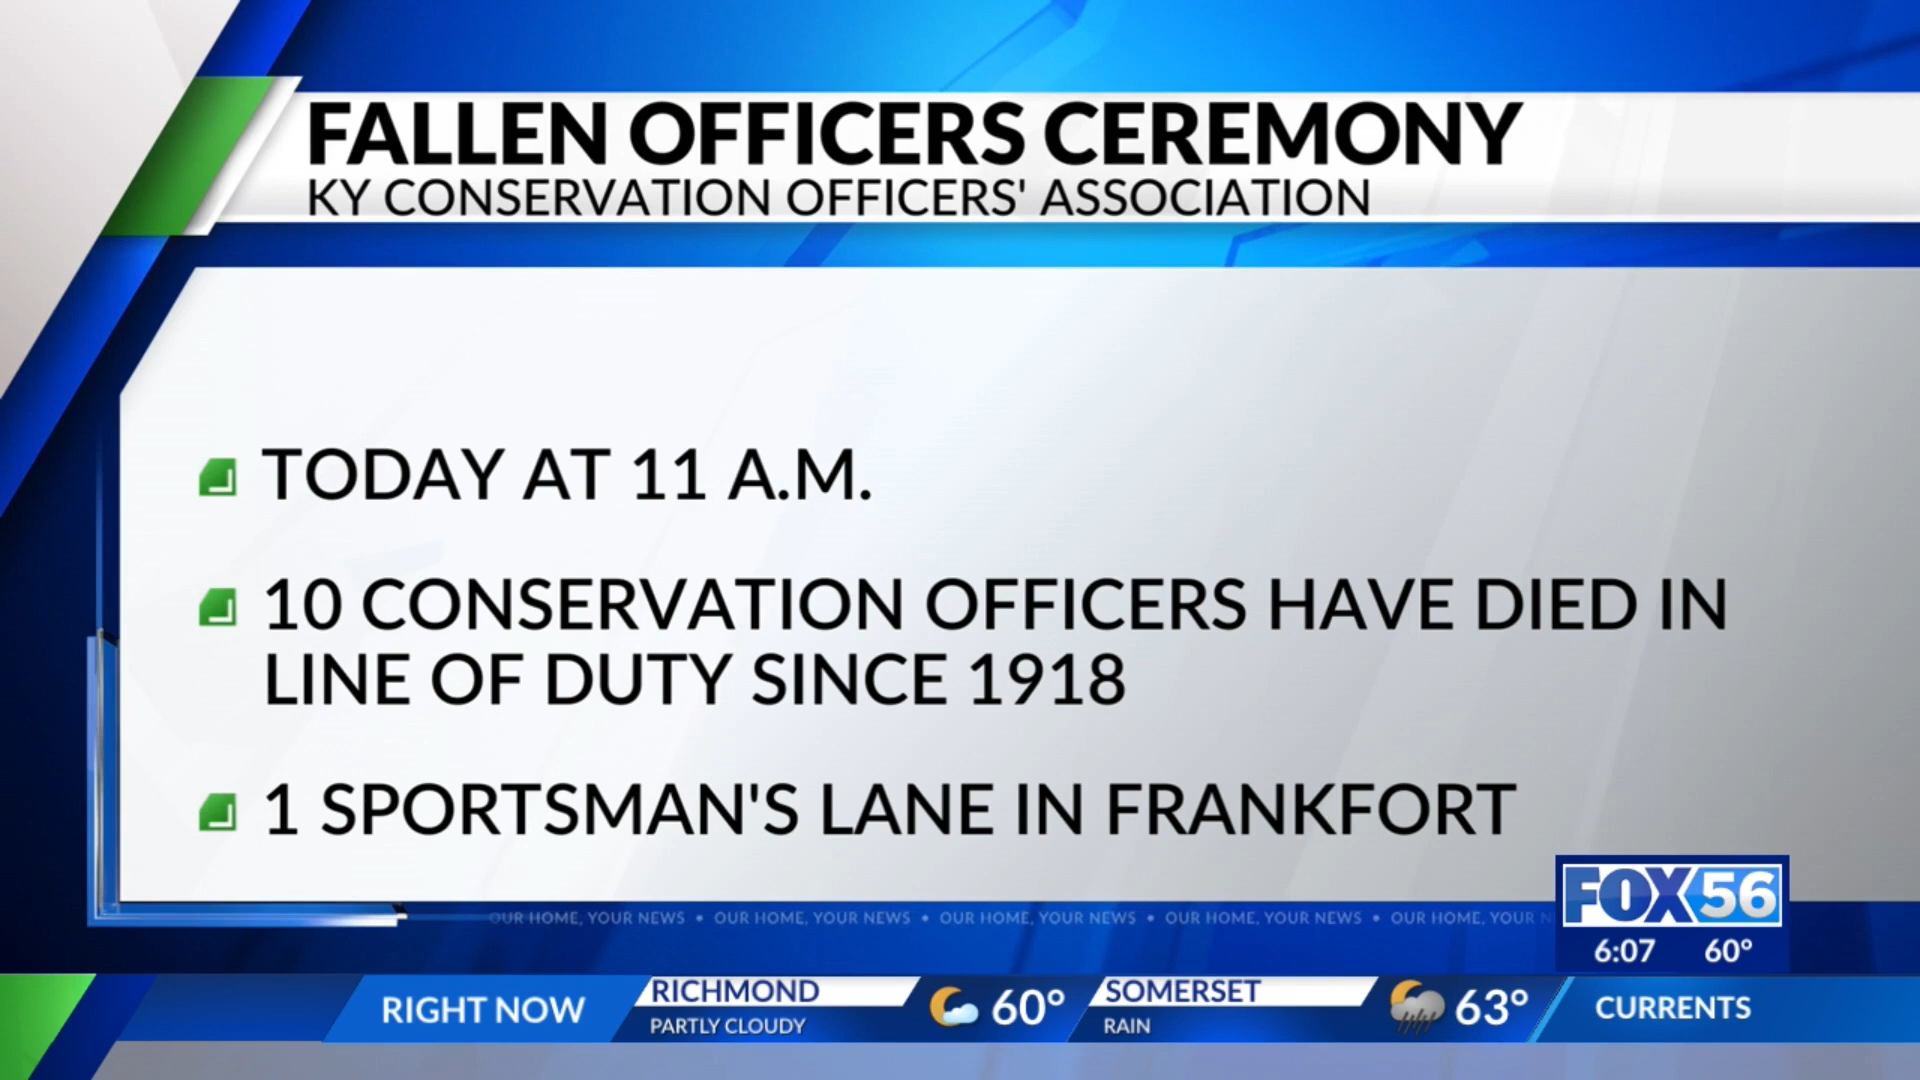 FALLEN OFFICERS CEREMONY
KY CONSERVATION OFFICERS' ASSOCIATION
TODAY AT 11 A.M.
10 CONSERVATION OFFICERS HAVE DIED IN
LINE OF DUTY SINCE 1918
1 SPORTSMAN'S LANE IN FRANKFORT
OUR HOME, YOUR NEWS • OUR HOME, YOUR NEWS • OUR HOME, YOUR NEWS • OUR HOME, YOUR NEWS • OUR HOME, YOUR N
FOX 56
6:07 60°
RIGHT NOW
RICHMOND
PARTLY CLOUDY
60°
SOMERSET
RAIN
63°
CURRENTS